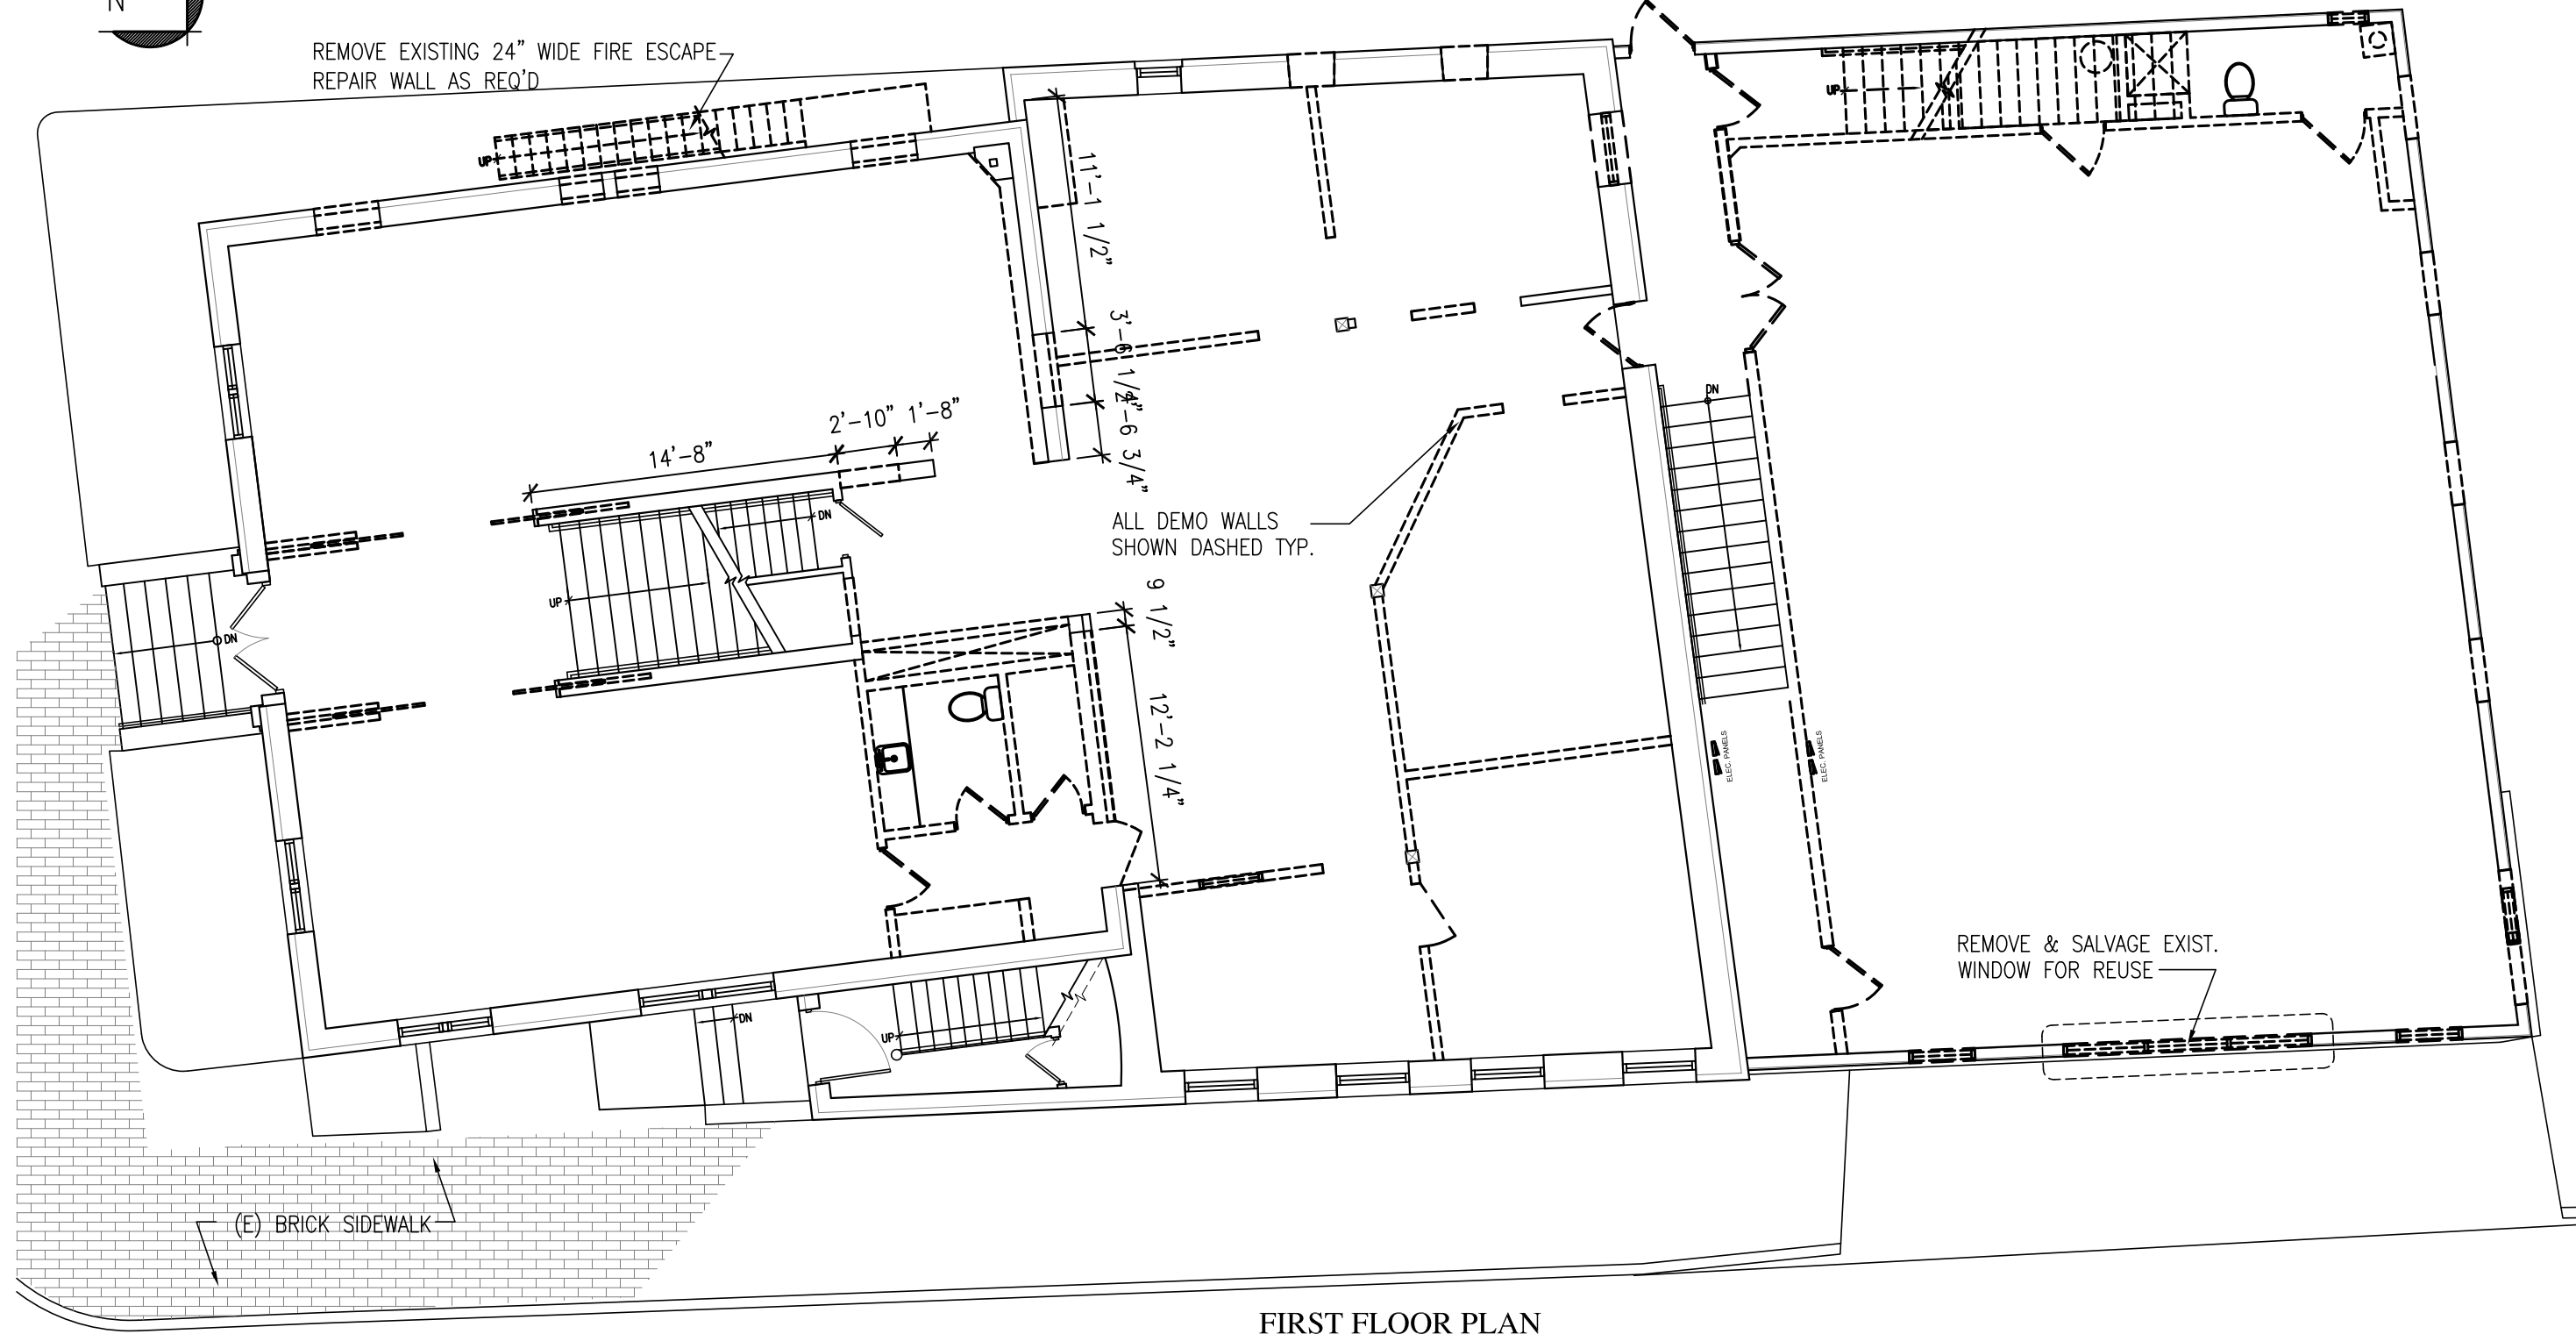 N
REMOVE EXISTING 24" WIDE FIRE ESCAPE
REPAIR WALL AS REQ'D
UP
UP
11'-1 1/2"
3'-6 1/4"
2'-6 3/4"
DN
2'-10" 1'-8"
14'-8"
DN
ALL DEMO WALLS
SHOWN DASHED TYP.
UP
9 1/2"
DN
12'-2 1/4"
ELEC. PANELS
ELEC. PANELS
REMOVE & SALVAGE EXIST.
WINDOW FOR REUSE
DN
UP
(E) BRICK SIDEWALK
FIRST FLOOR PLAN